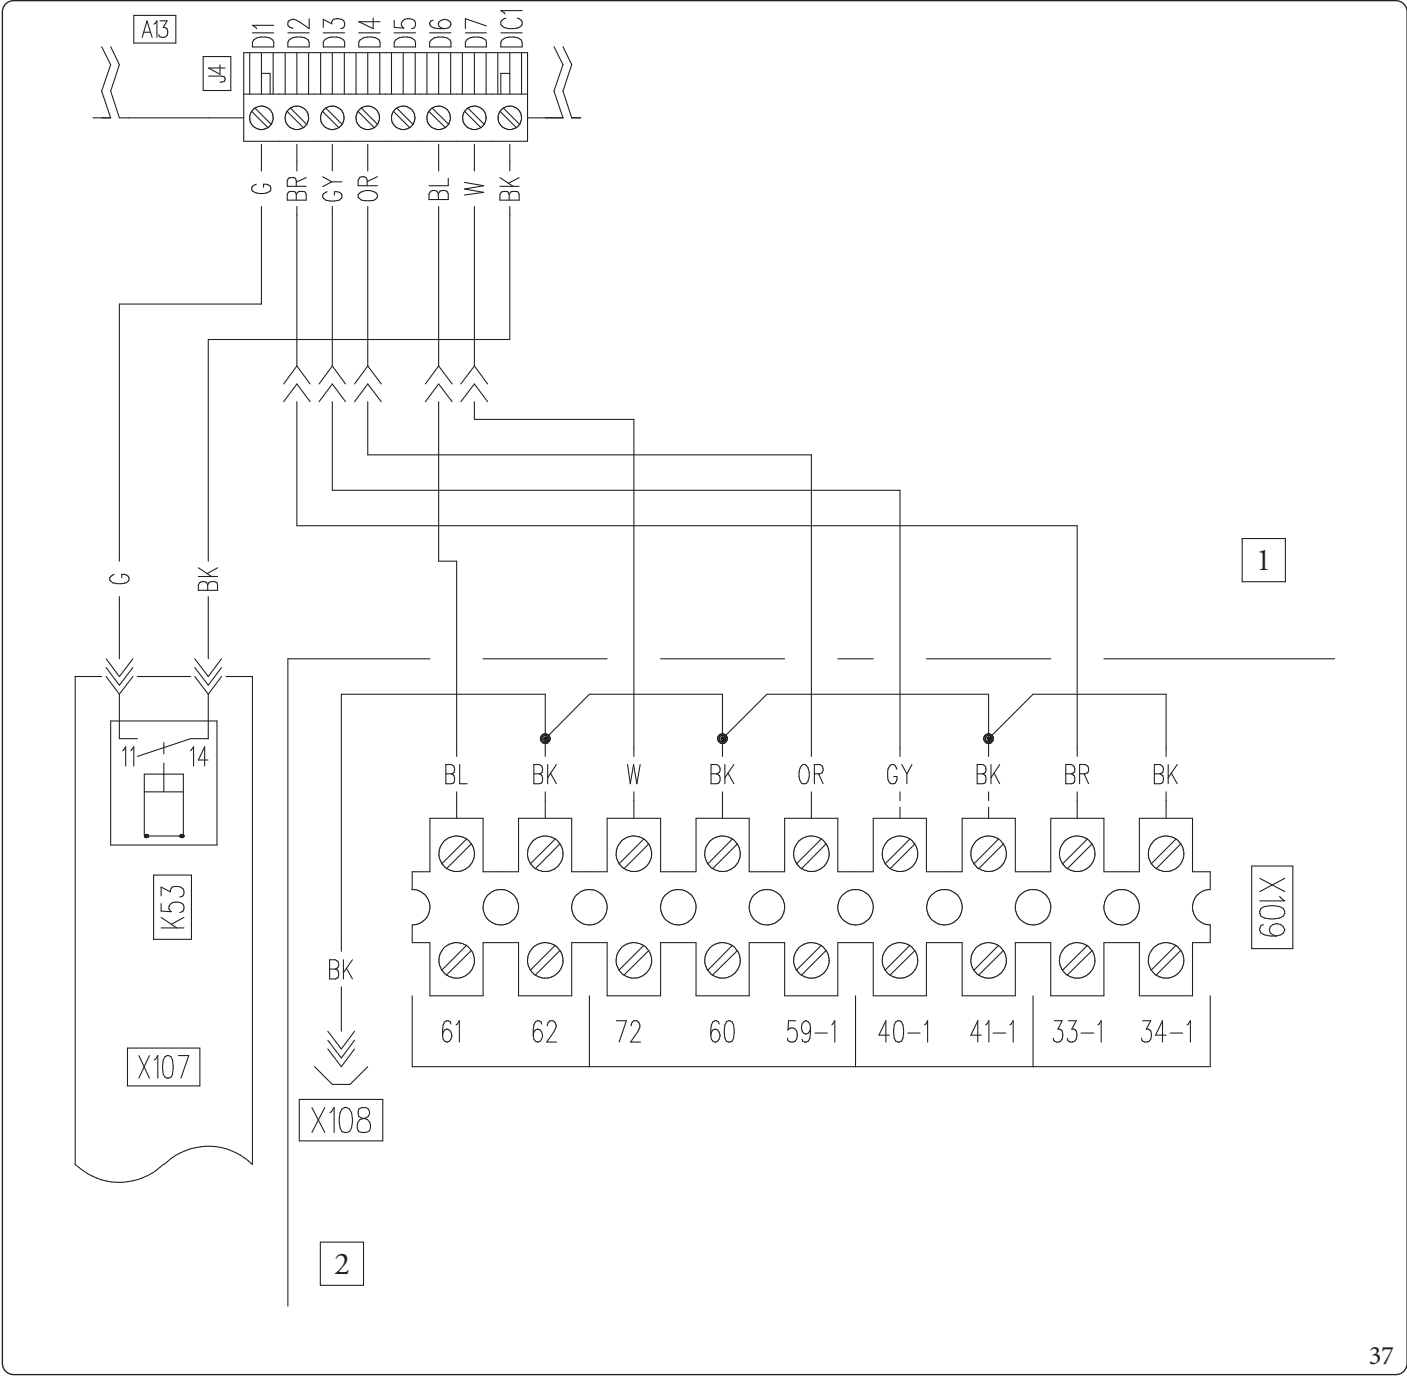 A13
J4
DI1 DI2 DI3 DI4 DI5 DI6 DI7 DIC1
G BR GY OR BL W BK
1
G BK
11 14
BL BK W BK OR GY BK BR BK
K53
X109
BK
61 62 72 60 59-1 40-1 41-1 33-1 34-1
X107
X108
2
37